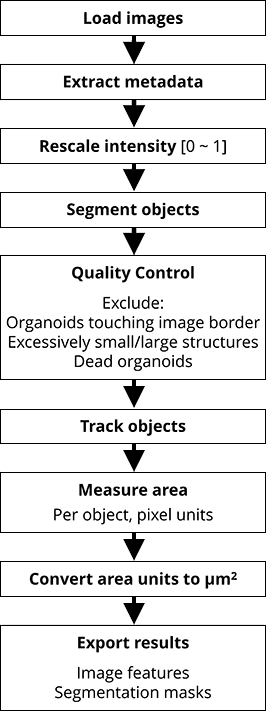 Load images
Extract metadata
Rescale intensity [0 ~ 1]
Segment objects
Quality Control
Exclude:
Organoids touching image border
Excessively small/large structures
Dead organoids
Track objects
Measure area
Per object, pixel units
Convert area units to µm²
Export results
Image features
Segmentation masks